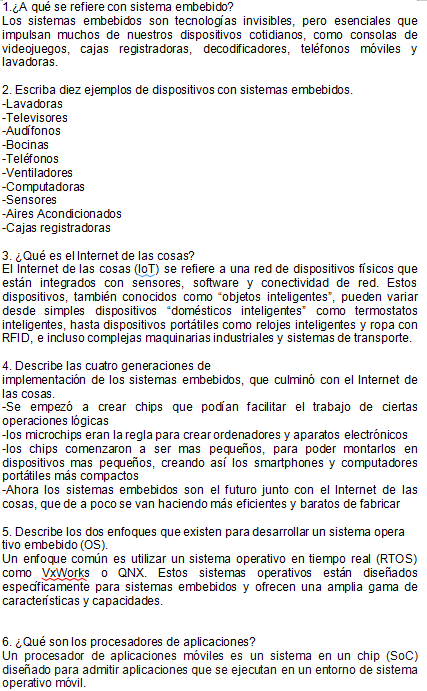 1.¿A qué se refiere con sistema embebido?
Los sistemas embebidos son tecnologías invisibles, pero esenciales que
impulsan muchos de nuestros dispositivos cotidianos, como consolas de
videojuegos, cajas registradoras, decodificadores, teléfonos móviles y
lavadoras.
2. Escriba diez ejemplos de dispositivos con sistemas embebidos.
-Lavadoras
-Televisores
-Audífonos
-Bocinas
-Teléfonos
-Ventiladores
-Computadoras
-Sensores
-Aires Acondicionados
-Cajas registradoras
3. ¿Qué es el Internet de las cosas?
El Internet de las cosas (IoT) se refiere a una red de dispositivos físicos que
están integrados con sensores, software y conectividad de red. Estos
dispositivos, también conocidos como “objetos inteligentes”, pueden variar
desde simples dispositivos “domésticos inteligentes” como termostatos
inteligentes, hasta dispositivos portátiles como relojes inteligentes y ropa con
RFID, e incluso complejas maquinarias industriales y sistemas de transporte.
4. Describe las cuatro generaciones de
implementación de los sistemas embebidos, que culminó con el Internet de
las cosas.
-Se empezó a crear chips que podían facilitar el trabajo de ciertas
operaciones lógicas
-los microchips eran la regla para crear ordenadores y aparatos electrónicos
-los chips comenzaron a ser mas pequeños, para poder montarlos en
dispositivos mas pequeños, creando así los smartphones y computadores
portátiles más compactos
-Ahora los sistemas embebidos son el futuro junto con el Internet de las
cosas, que de a poco se van haciendo más eficientes y baratos de fabricar
5. Describe los dos enfoques que existen para desarrollar un sistema opera
tivo embebido (OS).
Un enfoque común es utilizar un sistema operativo en tiempo real (RTOS)
como VxWorks o QNX. Estos sistemas operativos están diseñados
específicamente para sistemas embebidos y ofrecen una amplia gama de
características y capacidades.
6. ¿Qué son los procesadores de aplicaciones?
Un procesador de aplicaciones móviles es un sistema en un chip (SoC)
diseñado para admitir aplicaciones que se ejecutan en un entorno de sistema
operativo móvil.